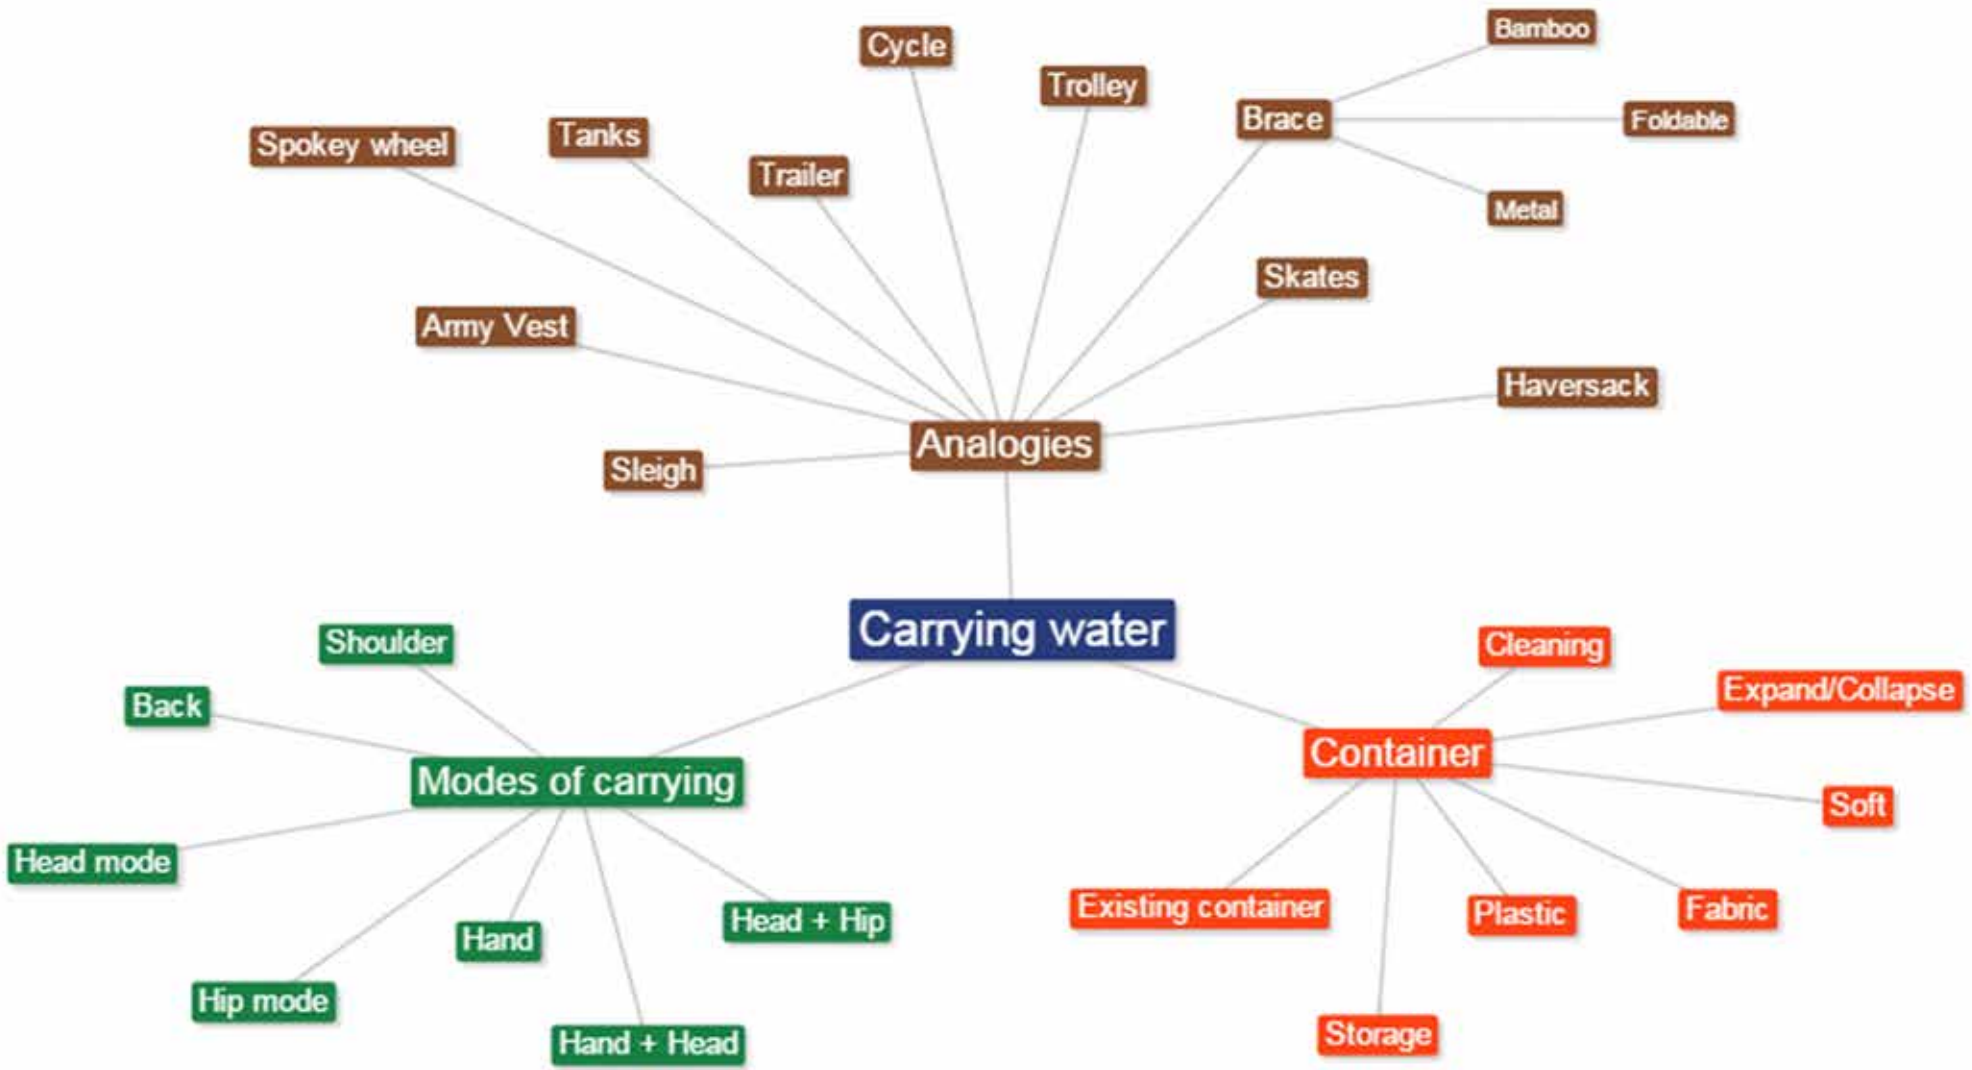 Bamboo
Cycle
Trolley
Brace
Foldable
Tanks
Spokey wheel
Trailer
Metal
Skates
Army Vest
Haversack
Analogies
Sleigh
Carrying water
Shoulder
Cleaning
Back
Expand/Collapse
Container
Modes of carrying
Soft
Head mode
Existing container
Plastic
Fabric
Head + Hip
Hand
Hip mode
Storage
Hand + Head